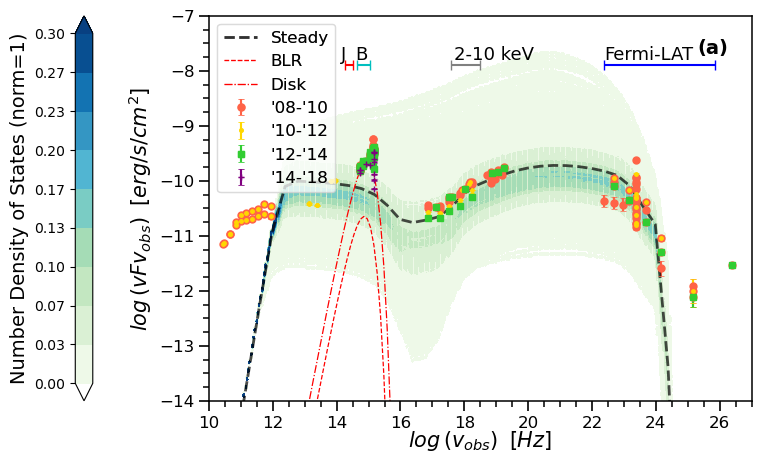 Number Density of States (norm=1)
0.30
0.27
0.23
0.20
0.17
0.13
0.10
0.07
0.03
0.00
log (νFν_obs) [erg/s/cm²]
−7
−8
−9
−10
−11
−12
−13
−14
Steady
BLR
Disk
'08-'10
'10-'12
'12-'14
'14-'18
J B
2-10 keV
Fermi-LAT
(a)
10 12 14 16 18 20 22 24 26
log (ν_obs) [Hz]